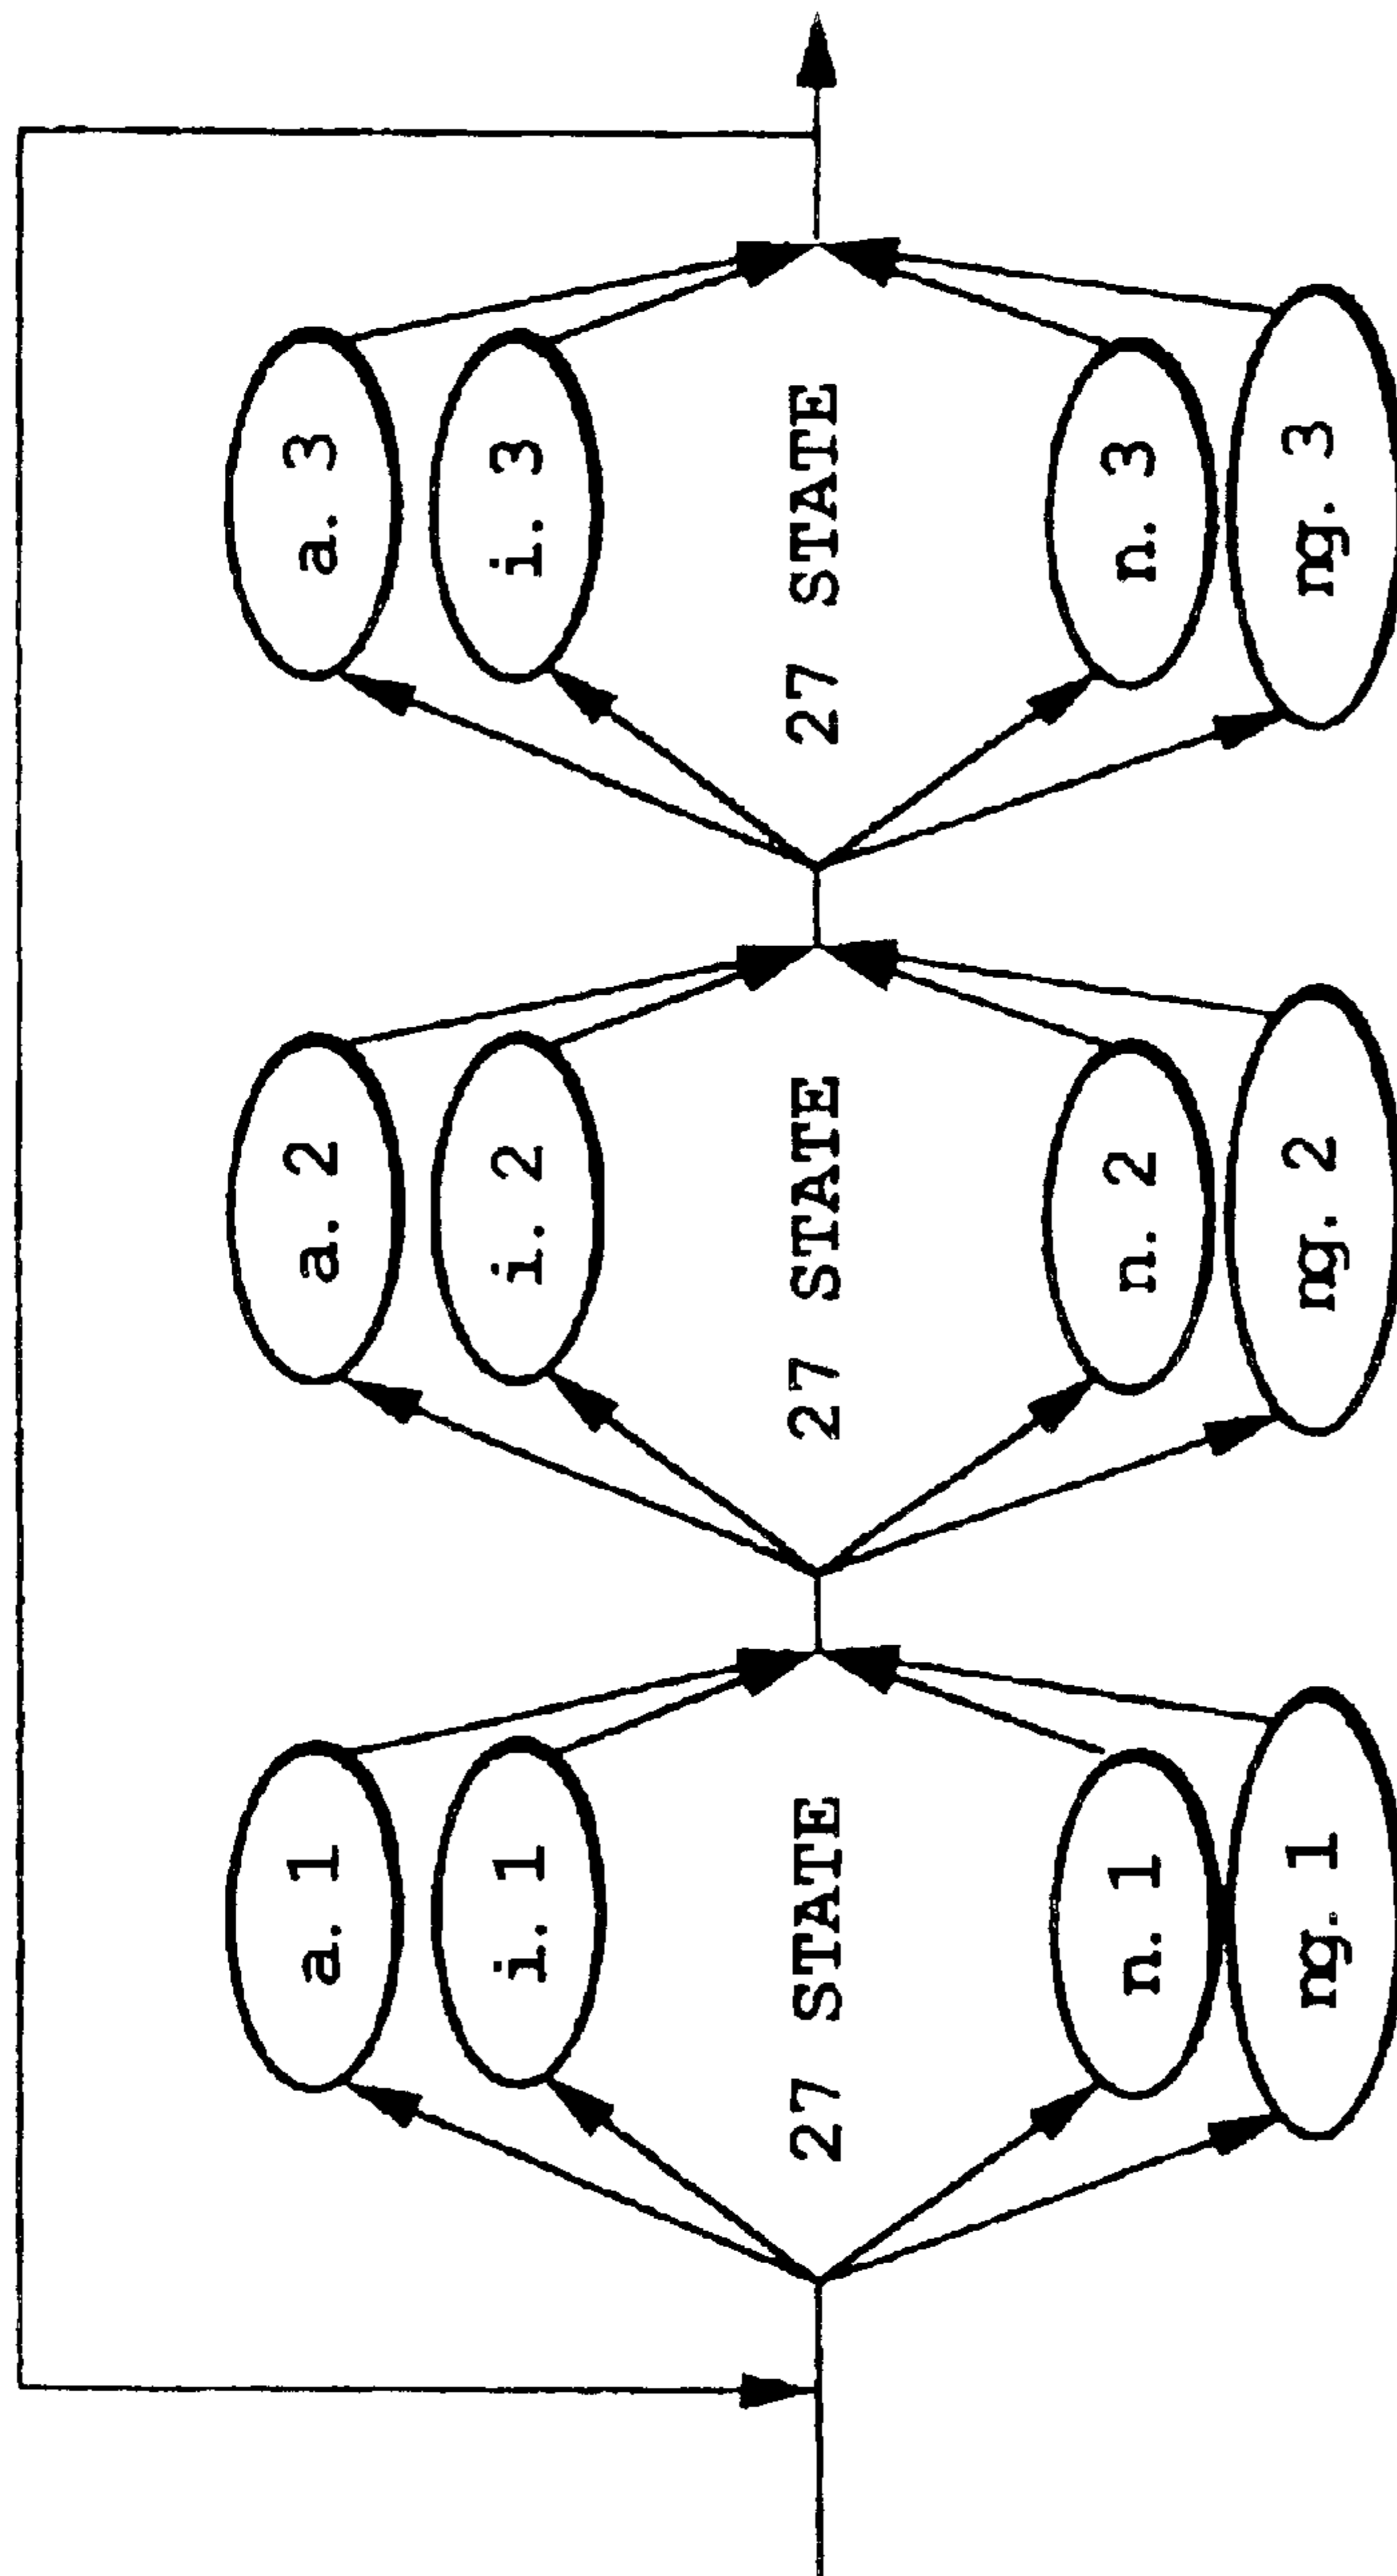 a. 1
i. 1
27 STATE
n. 1
ng. 1
a. 2
i. 2
27 STATE
n. 2
ng. 2
a. 3
i. 3
27 STATE
n. 3
ng. 3